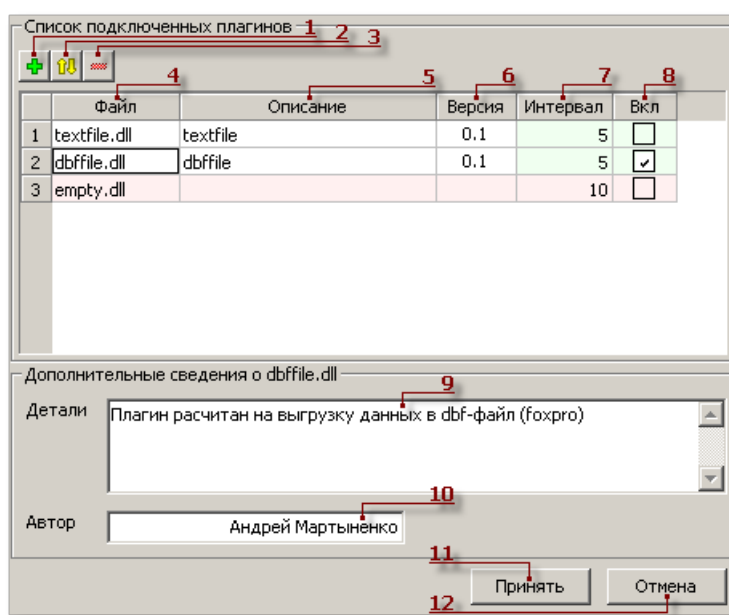 Список подключенных плагинов 1 2 3
4 5 6 7 8
Файл Описание Версия Интервал Вкл
1 textfile.dll textfile 0.1 5
2 dbffile.dll dbffile 0.1 5
3 empty.dll 10
Дополнительные сведения о dbffile.dll
9
Детали Плагин расчитан на выгрузку данных в dbf-файл (foxpro)
10
Автор Андрей Мартыненко
11
Принять Отмена
12